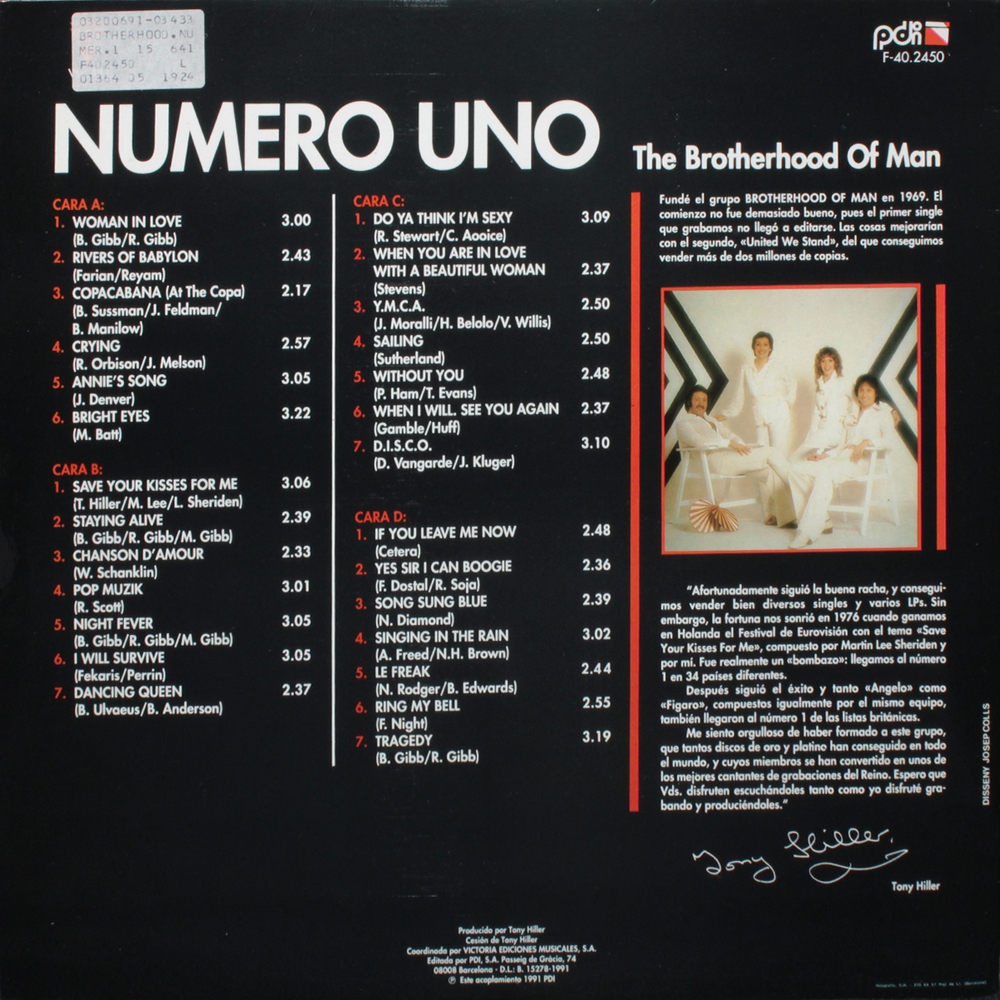 03200691-03 433
BROTHERHOOD.NU
MER.1 15 641
F402450 L
01364 05 1924
pdi
F-40.2450
NUMERO UNO
The Brotherhood Of Man
CARA A:
1. WOMAN IN LOVE 3.00
(B. Gibb/R. Gibb)
2. RIVERS OF BABYLON 2.43
(Farian/Reyam)
3. COPACABANA (At The Copa) 2.17
(B. Sussman/J. Feldman/
B. Manilow)
4. CRYING 2.57
(R. Orbison/J. Melson)
5. ANNIE'S SONG 3.05
(J. Denver)
6. BRIGHT EYES 3.22
(M. Batt)
CARA B:
1. SAVE YOUR KISSES FOR ME 3.06
(T. Hiller/M. Lee/L. Sheriden)
2. STAYING ALIVE 2.39
(B. Gibb/R. Gibb/M. Gibb)
3. CHANSON D'AMOUR 2.33
(W. Schanklin)
4. POP MUZIK 3.01
(R. Scott)
5. NIGHT FEVER 3.05
(B. Gibb/R. Gibb/M. Gibb)
6. I WILL SURVIVE 3.05
(Fekaris/Perrin)
7. DANCING QUEEN 2.37
(B. Ulvaeus/B. Anderson)
CARA C:
1. DO YA THINK I'M SEXY 3.09
(R. Stewart/C. Aooice)
2. WHEN YOU ARE IN LOVE
WITH A BEAUTIFUL WOMAN 2.37
(Stevens)
3. Y.M.C.A. 2.50
(J. Moralli/H. Belolo/V. Willis)
4. SAILING 2.50
(Sutherland)
5. WITHOUT YOU 2.48
(P. Ham/T. Evans)
6. WHEN I WILL. SEE YOU AGAIN 2.37
(Gamble/Huff)
7. D.I.S.C.O. 3.10
(D. Vangarde/J. Kluger)
CARA D:
1. IF YOU LEAVE ME NOW 2.48
(Cetera)
2. YES SIR I CAN BOOGIE 2.36
(F. Dostal/R. Soja)
3. SONG SUNG BLUE 2.39
(N. Diamond)
4. SINGING IN THE RAIN 3.02
(A. Freed/N.H. Brown)
5. LE FREAK 2.44
(N. Rodger/B. Edwards)
6. RING MY BELL 2.55
(F. Night)
7. TRAGEDY 3.19
(B. Gibb/R. Gibb)
Fundé el grupo BROTHERHOOD OF MAN en 1969. El
comienzo no fue demasiado bueno, pues el primer single
que grabamos no llegó a editarse. Las cosas mejorarían
con el segundo, «United We Stand», del que conseguimos
vender más de dos millones de copias.
"Afortunadamente siguió la buena racha, y consegui-
mos vender bien diversos singles y varios LPs. Sin
embargo, la fortuna nos sonrió en 1976 cuando ganamos
en Holanda el Festival de Eurovisión con el tema «Save
Your Kisses For Me», compuesto por Martin Lee Sheriden y
por mí. Fue realmente un «bombazo»: llegamos al número
1 en 34 países diferentes.
Después siguió el éxito y tanto «Angelo» como
«Figaro», compuestos igualmente por el mismo equipo,
también llegaron al número 1 de las listas británicas.
Me siento orgulloso de haber formado a este grupo,
que tantos discos de oro y platino han conseguido en todo
el mundo, y cuyos miembros se han convertido en unos de
los mejores cantantes de grabaciones del Reino. Espero que
Vds. disfruten escuchándoles tanto como yo disfruté gra-
bando y produciéndoles."
Tony Hiller.
Tony Hiller
DISSENY JOSEP COLLS
Producido por Tony Hiller
Cesión de Tony Hiller
Coordinado por VICTORIA EDICIONES MUSICALES, S.A.
Editado por PDI, S.A. Passeig de Gràcia, 74
08008 Barcelona - D.L.: B. 15278-1991
℗ Este acoplamiento 1991 PDI